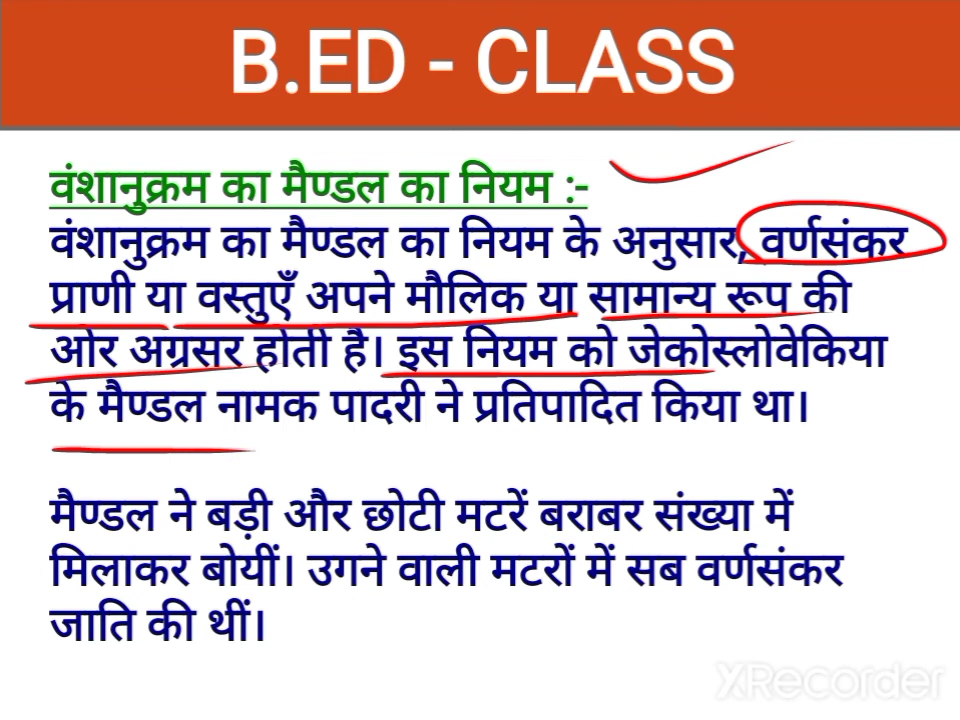 B.ED - CLASS
वंशानुक्रम का मैण्डल का नियम :-
वंशानुक्रम का मैण्डल का नियम के अनुसार, वर्णसंकर
प्राणी या वस्तुएँ अपने मौलिक या सामान्य रूप की
ओर अग्रसर होती है। इस नियम को जेकोस्लोवेकिया
के मैण्डल नामक पादरी ने प्रतिपादित किया था।
मैण्डल ने बड़ी और छोटी मटरें बराबर संख्या में
मिलाकर बोयीं। उगने वाली मटरों में सब वर्णसंकर
जाति की थीं।
XRecorder